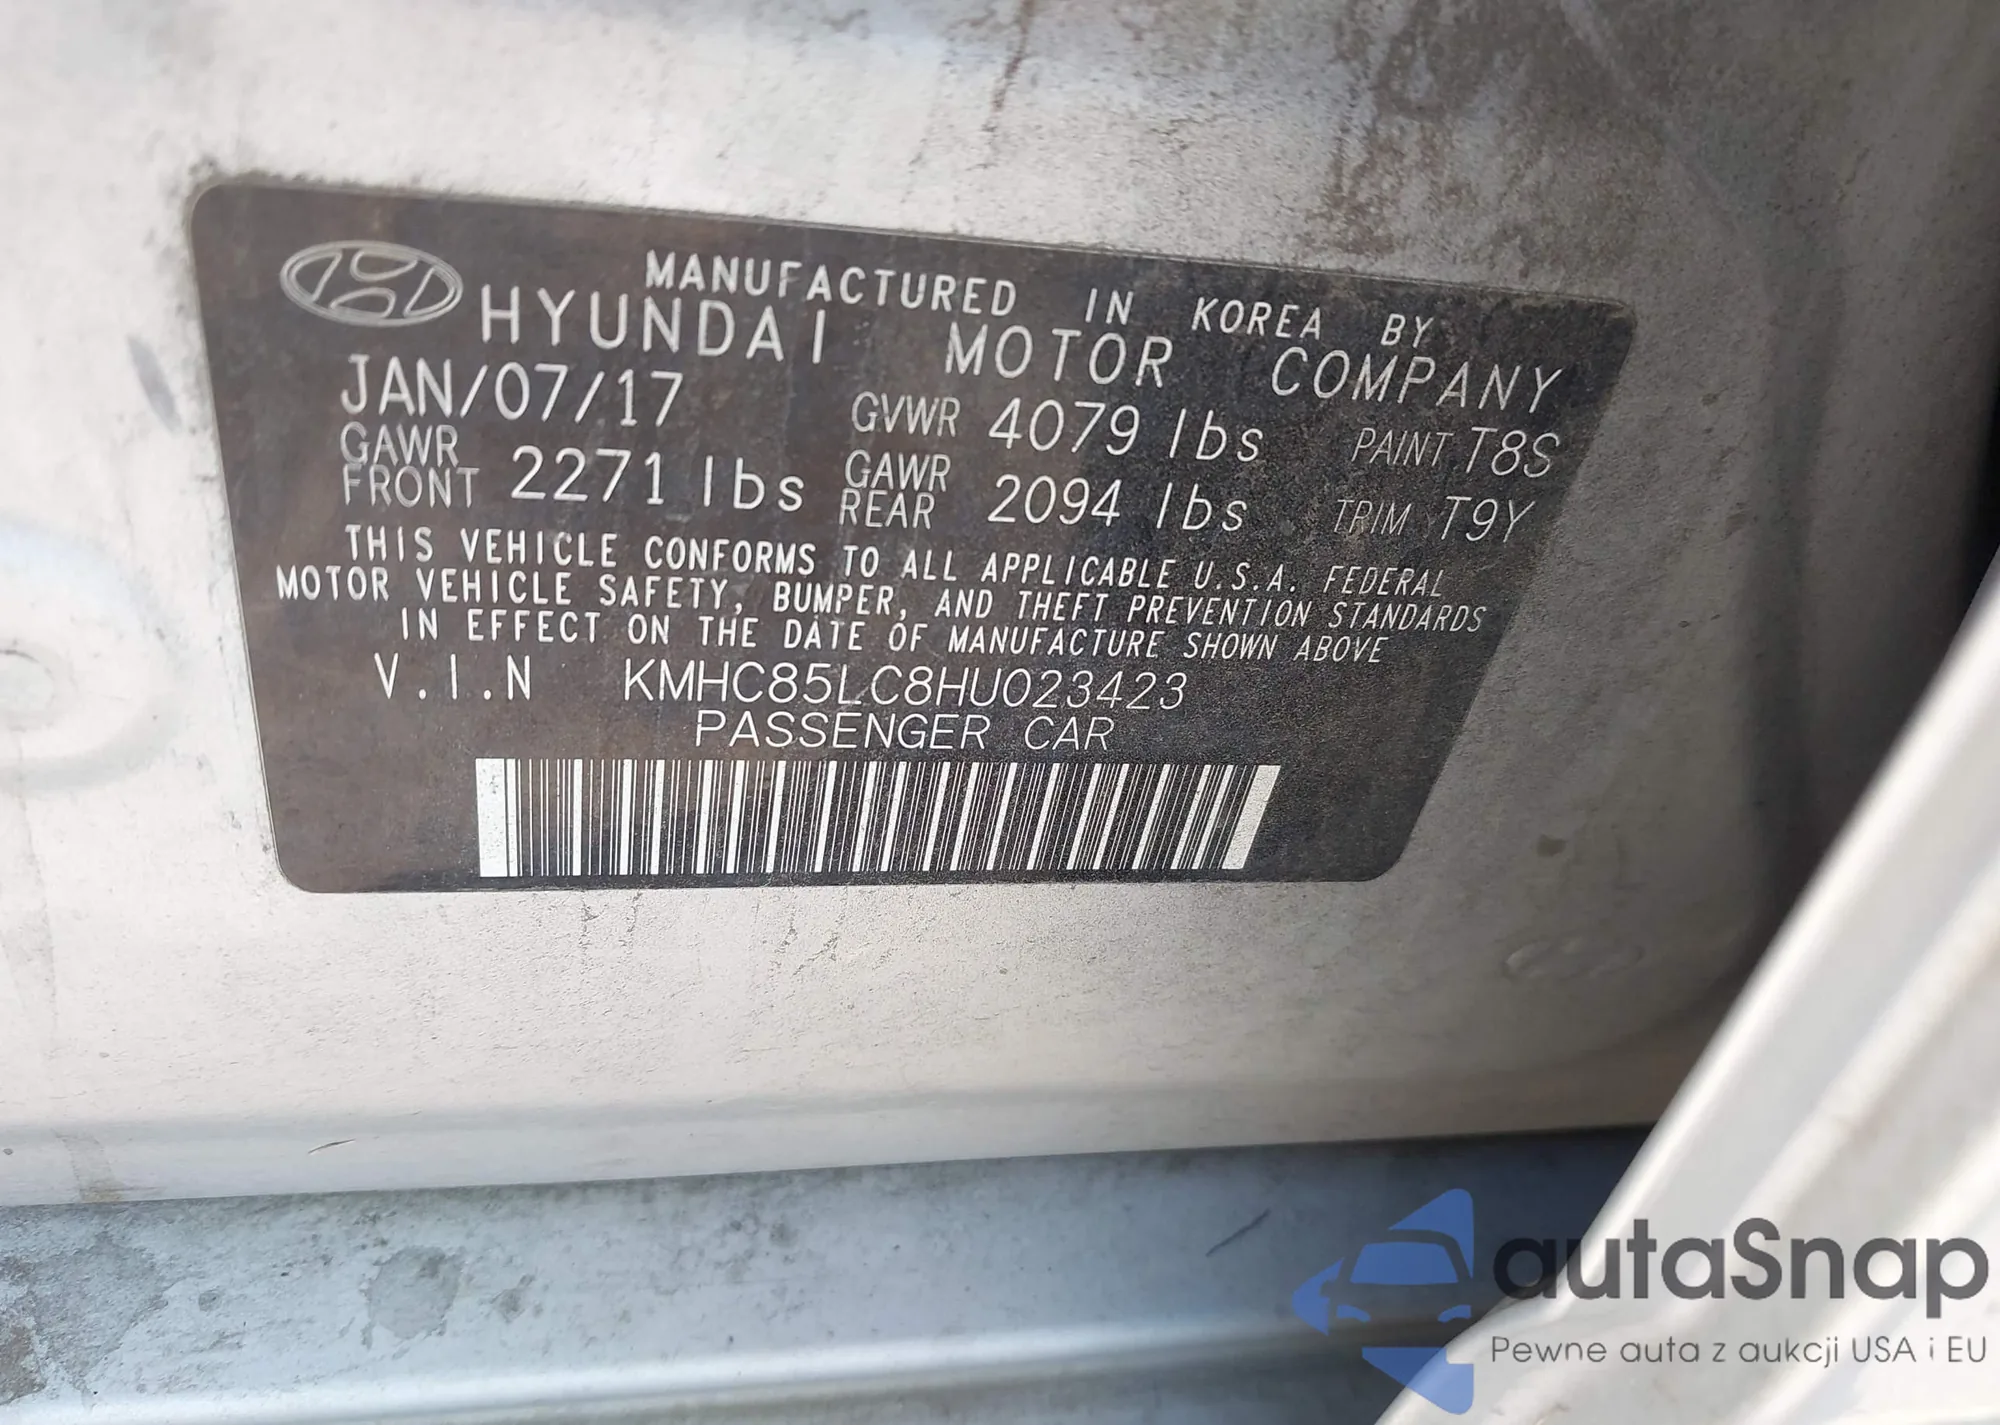 MANUFACTURED IN KOREA BY
HYUNDAI MOTOR COMPANY
JAN/07/17 GVWR 4079 lbs PAINT T8S
GAWR FRONT 2271 lbs GAWR REAR 2094 lbs TRIM T9Y
THIS VEHICLE CONFORMS TO ALL APPLICABLE U.S.A. FEDERAL
MOTOR VEHICLE SAFETY, BUMPER, AND THEFT PREVENTION STANDARDS
IN EFFECT ON THE DATE OF MANUFACTURE SHOWN ABOVE
V.I.N KMHC85LC8HU023423
PASSENGER CAR
autaSnap
Pewne auta z aukcji USA i EU